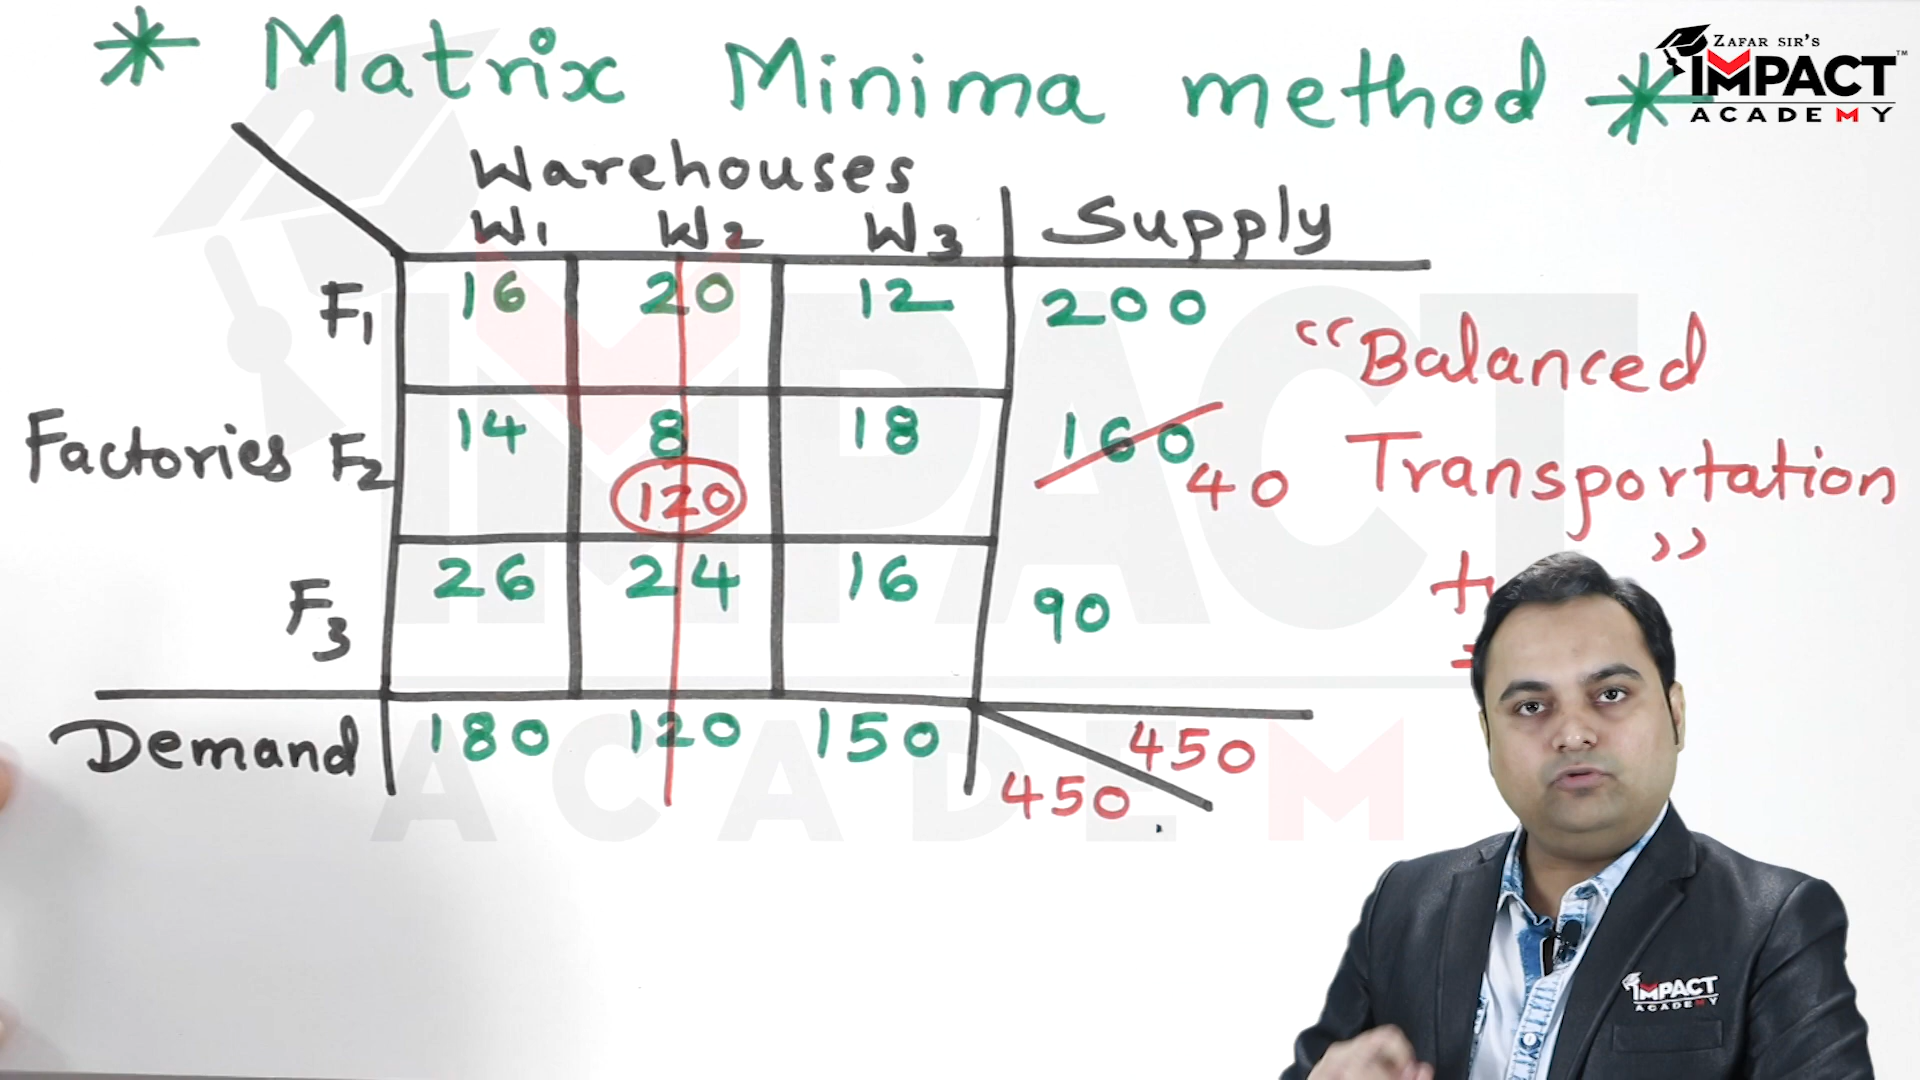 * Matrix Minima method *
ZAFAR SIR'S
IMPACT™
ACADEMY
Warehouses
W1 W2 W3 Supply
F1 16 20 12 200
"Balanced
Factories F2 14 8 18 160
120 40
Transportation
"
F3 26 24 16 90
Demand 180 120 150 450
450
IMPACT
ACADEMY
IMPACT
ACADEMY